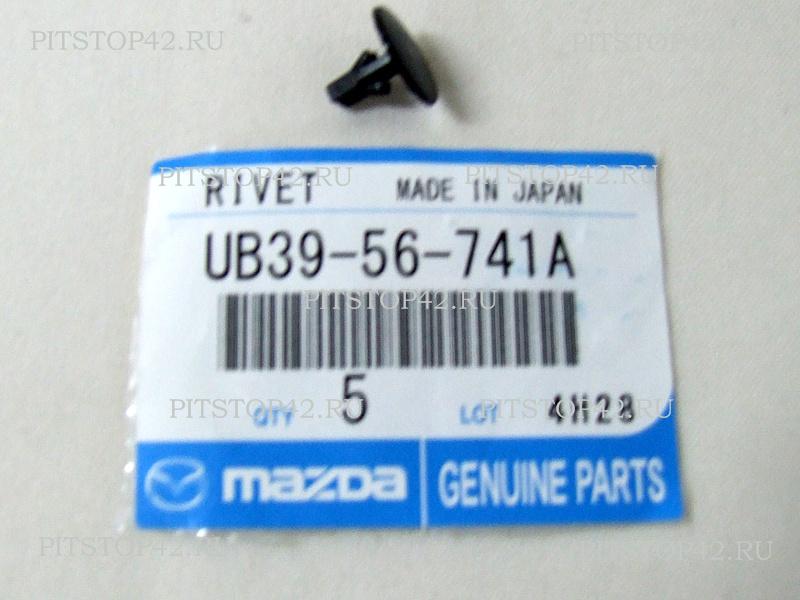 PITSTOP42.RU PITSTOP42.RU
PITSTOP42.RU PITSTOP42.RU
RIVET MADE IN JAPAN
UB39-56-741A
PITSTOP42.RU
PITSTOP42.RU PITSTOP42.RU
QTY 5 LOT 4H28
mazda GENUINE PARTS
PITSTOP42.RU PITSTOP42.RU